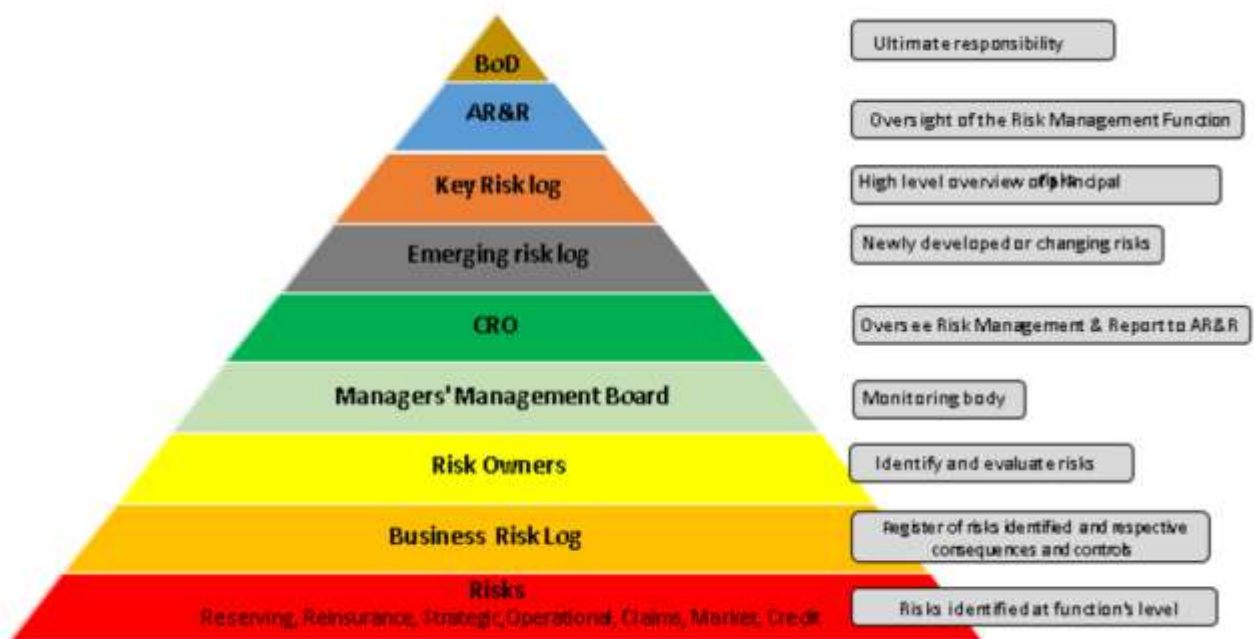 BoD
Ultimate responsibility
AR&R
Oversight of the Risk Management Function
Key Risk log
High level overview of principal
Emerging risk log
Newly developed or changing risks
CRO
Oversee Risk Management & Report to AR&R
Managers' Management Board
Monitoring body
Risk Owners
Identify and evaluate risks
Business Risk Log
Register of risks identified and respective
consequences and controls
Risks
Reserving, Reinsurance, Strategic, Operational, Claims, Market, Credit
Risks identified at function's level